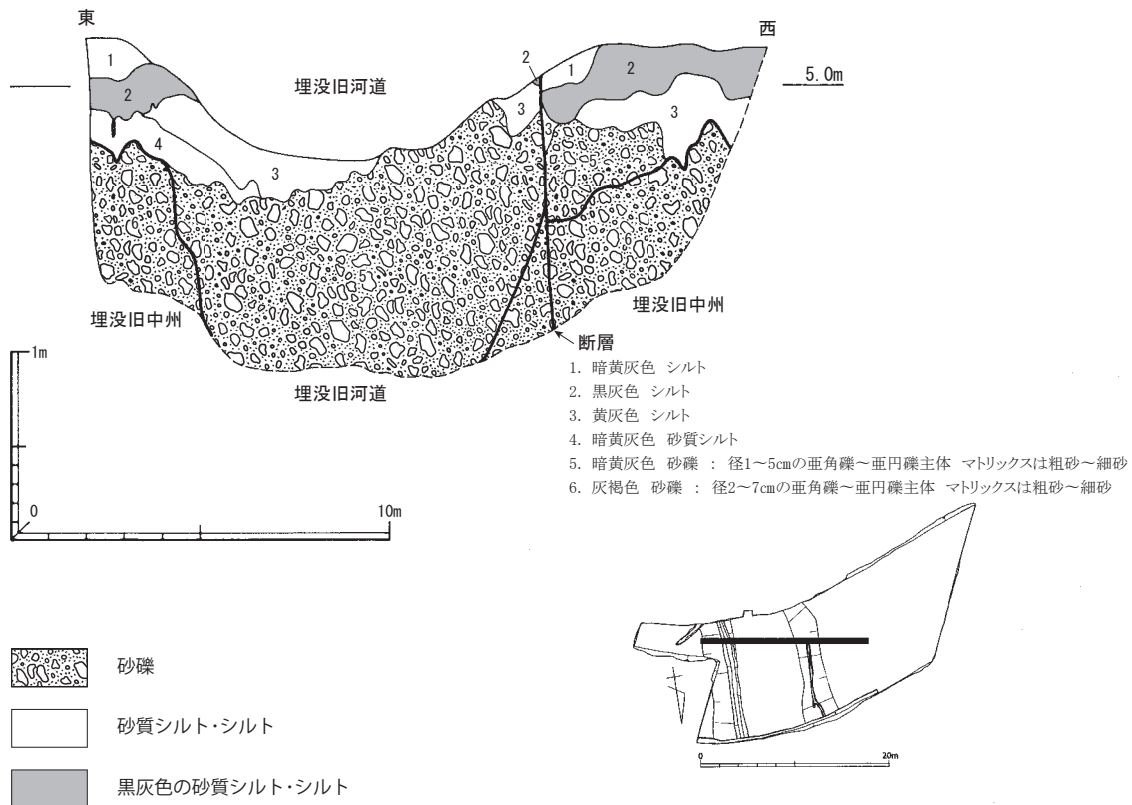 東
西
1
2
埋没旧河道
2
1
2
5.0m
3
3
3
4
3
5
6
6
6
埋没旧中州
埋没旧中州
断層
埋没旧河道
1m
0
10m
1. 暗黄灰色 シルト
2. 黒灰色 シルト
3. 黄灰色 シルト
4. 暗黄灰色 砂質シルト
5. 暗黄灰色 砂礫 : 径1~5㎝の亜角礫~亜円礫主体 マトリックスは粗砂~細砂
6. 灰褐色 砂礫 : 径2~7㎝の亜角礫~亜円礫主体 マトリックスは粗砂~細砂
0
20m
砂礫
砂質シルト・シルト
黒灰色の砂質シルト・シルト